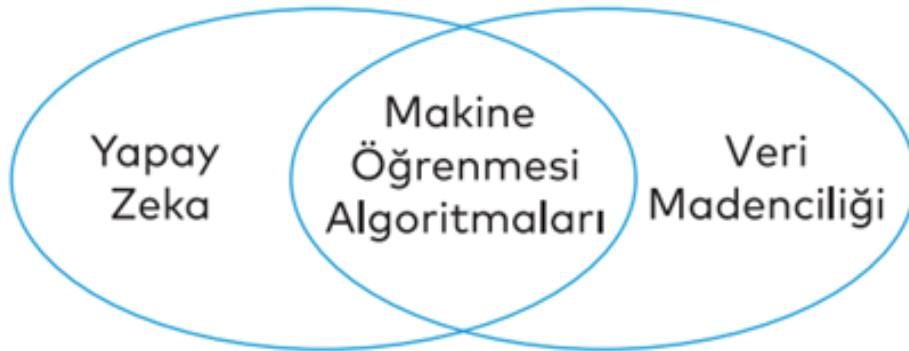 Yapay
Zeka
Makine
Öğrenmesi
Algoritmaları
Veri
Madenciliği